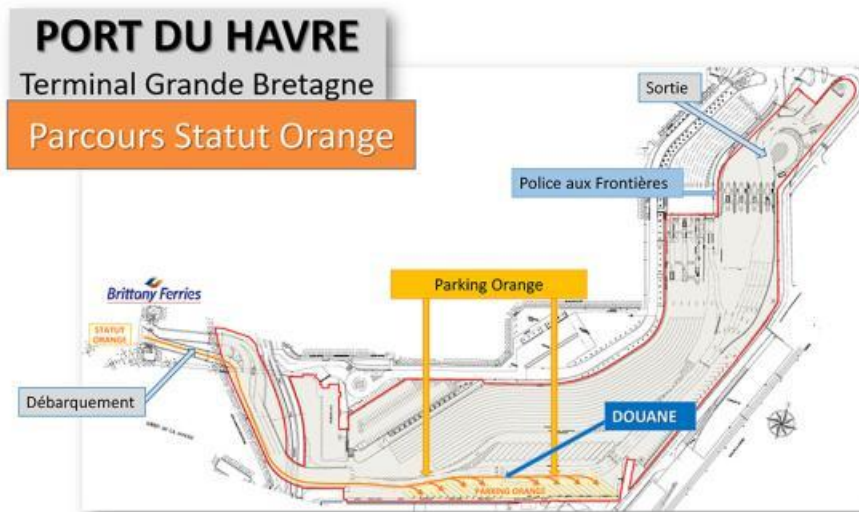 PORT DU HAVRE
Terminal Grande Bretagne
Parcours Statut Orange
Sortie
Police aux Frontières
Parking Orange
Brittany Ferries
STATUT
ORANGE
Débarquement
DOUANE
PARKING ORANGE